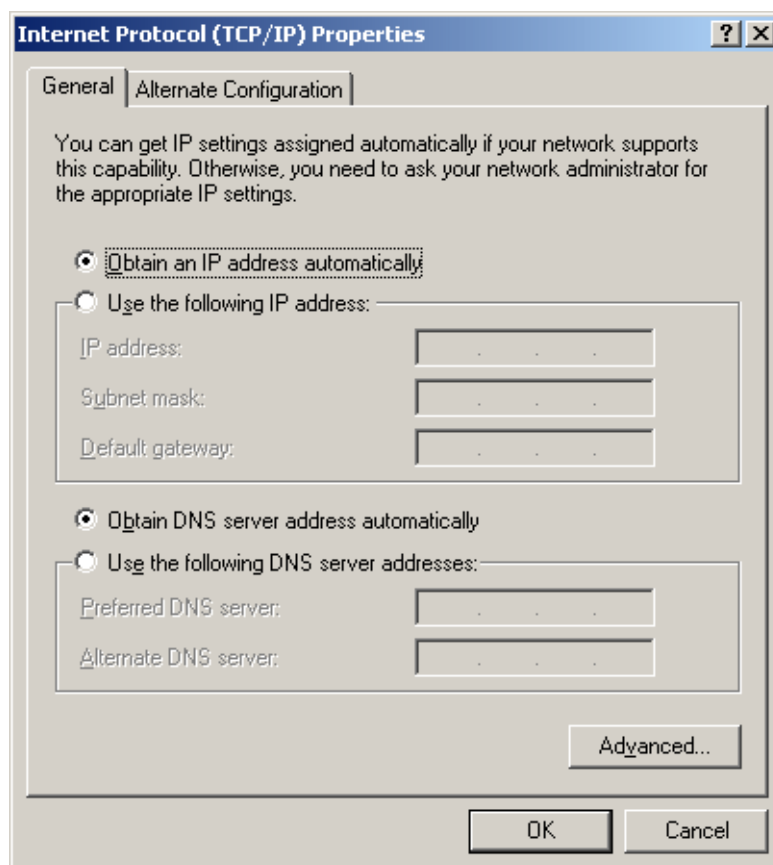 Internet Protocol (TCP/IP) Properties
General
Alternate Configuration
You can get IP settings assigned automatically if your network supports
this capability. Otherwise, you need to ask your network administrator for
the appropriate IP settings.
Obtain an IP address automatically
Use the following IP address:
IP address:
Subnet mask:
Default gateway:
Obtain DNS server address automatically
Use the following DNS server addresses:
Preferred DNS server:
Alternate DNS server:
Advanced...
OK
Cancel